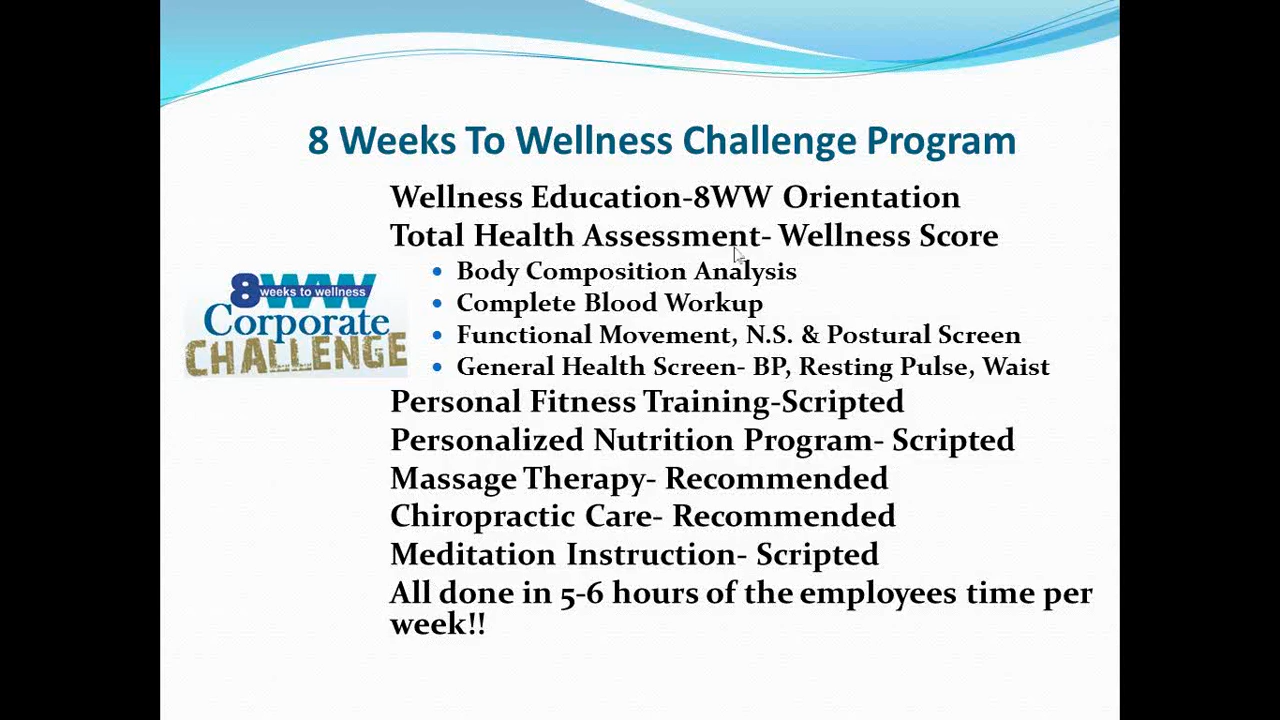 8 Weeks To Wellness Challenge Program
Wellness Education-8WW Orientation
Total Health Assessment- Wellness Score
Body Composition Analysis
Complete Blood Workup
Functional Movement, N.S. & Postural Screen
General Health Screen- BP, Resting Pulse, Waist
8WW
weeks to wellness
Corporate
CHALLENGE
Personal Fitness Training-Scripted
Personalized Nutrition Program- Scripted
Massage Therapy- Recommended
Chiropractic Care- Recommended
Meditation Instruction- Scripted
All done in 5-6 hours of the employees time per
week!!